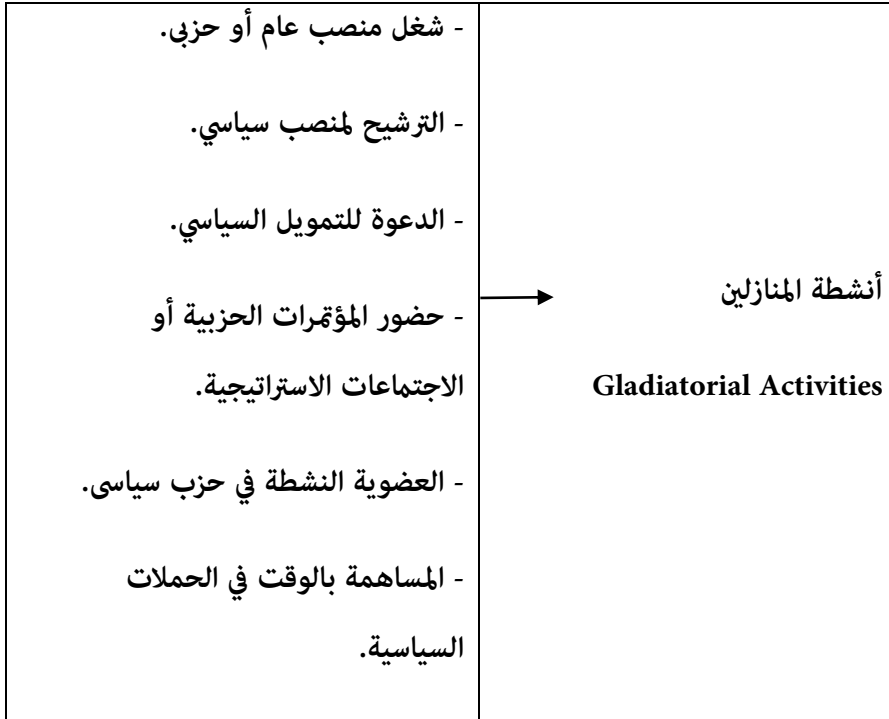 أنشطة المنازلين
Gladiatorial Activities
- شغل منصب عام أو حزبى.
- الترشيح لمنصب سياسي.
- الدعوة للتمويل السياسي.
- حضور المؤتمرات الحزبية أو
الاجتماعات الاستراتيجية.
- العضوية النشطة في حزب سياسى.
- المساهمة بالوقت في الحملات
السياسية.